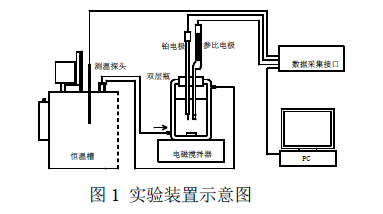 铂电极
参比电极
测温探头
双层瓶
数据采集接口
恒温槽
电磁搅拌器
PC
图 1 实验装置示意图